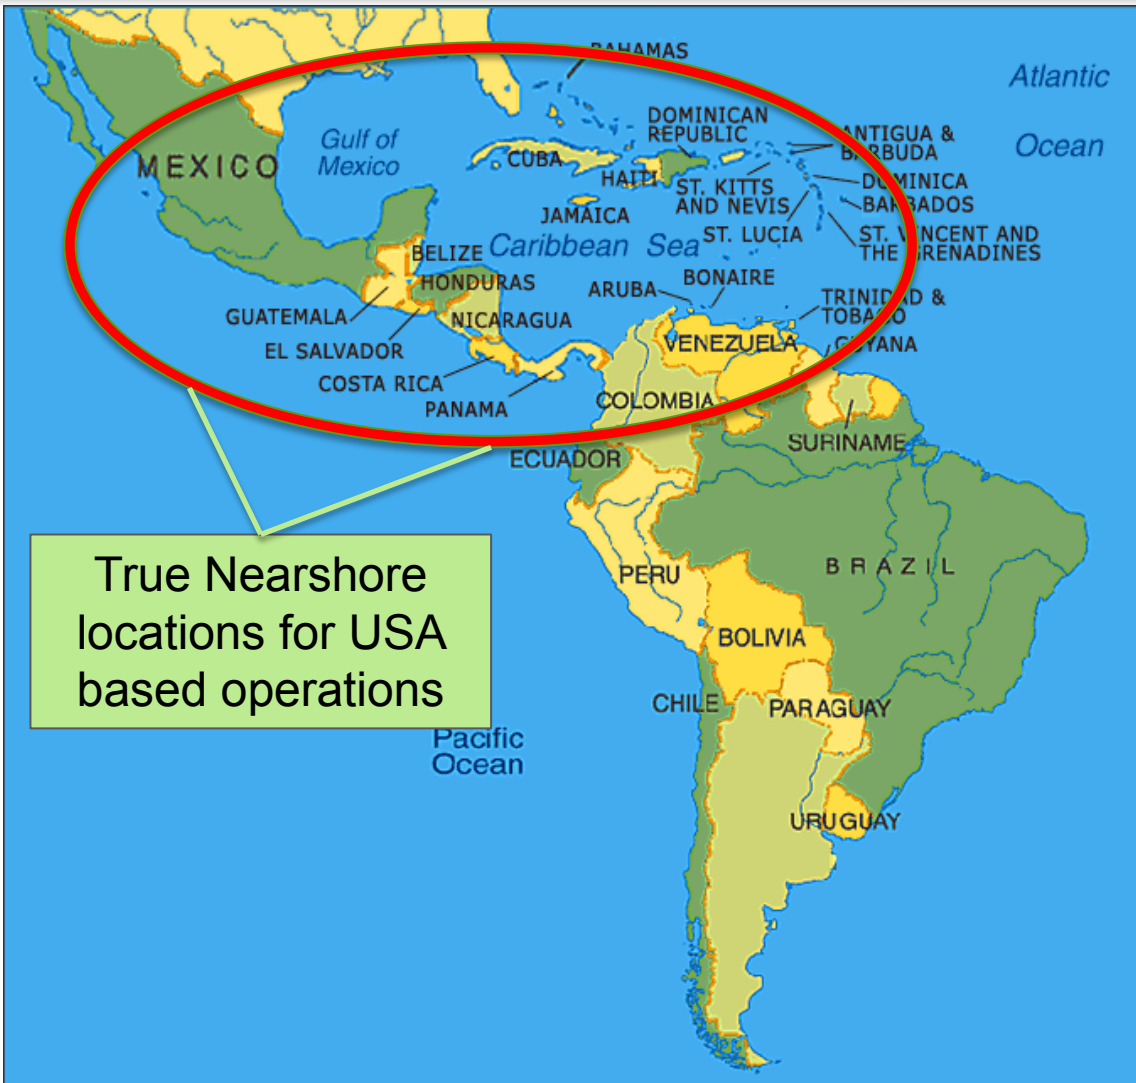 BAHAMAS
Atlantic
Ocean
Gulf of
Mexico
MEXICO
DOMINICAN
REPUBLIC
ANTIGUA &
BARBUDA
CUBA
HAITI
ST. KITTS
AND NEVIS
DOMINICA
BARBADOS
JAMAICA
ST. LUCIA
ST. VINCENT AND
THE GRENADINES
BELIZE
Caribbean Sea
HONDURAS
ARUBA
BONAIRE
GUATEMALA
NICARAGUA
TRINIDAD &
TOBACO
EL SALVADOR
VENEZUELA
GUYANA
COSTA RICA
PANAMA
COLOMBIA
SURINAME
ECUADOR
True Nearshore
locations for USA
based operations
PERU
BRAZIL
BOLIVIA
CHILE
PARAGUAY
Pacific
Ocean
URUGUAY